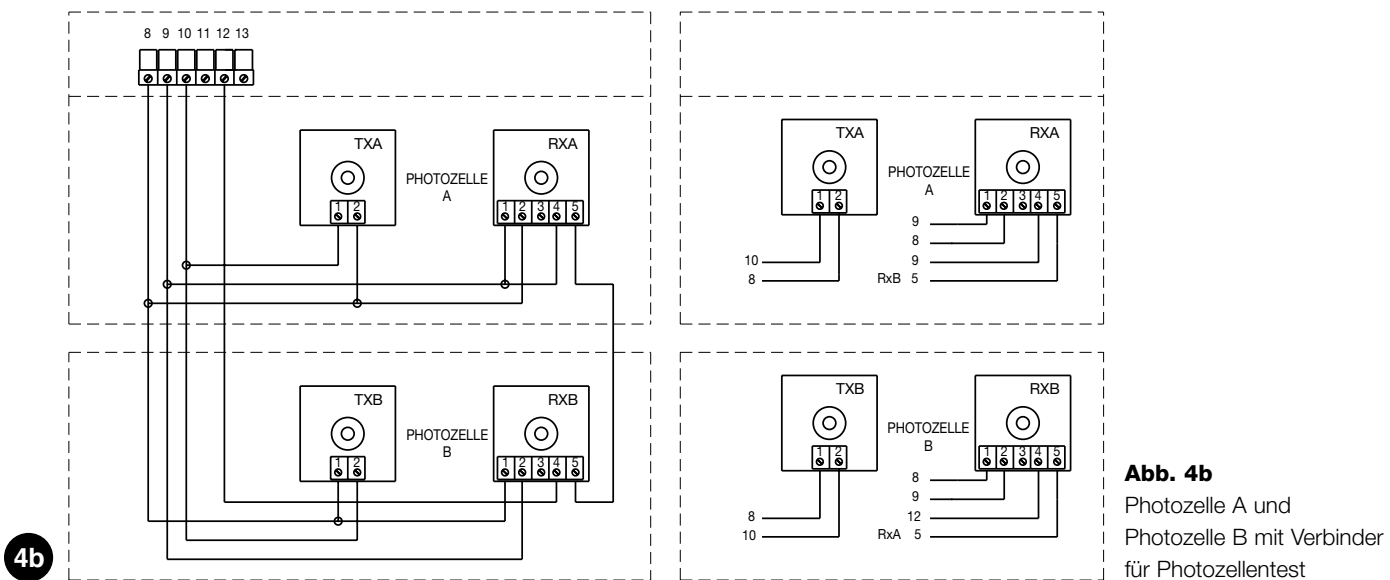 8 9 10 11 12 13
TXA
PHOTOZELLE
A
RXA
1 2
1 2 3 4 5
TXB
PHOTOZELLE
B
RXB
1 2
1 2 3 4 5
TXA
PHOTOZELLE
A
RXA
1 2
1 2 3 4 5
9
8
10
9
8
RxB 5
TXB
PHOTOZELLE
B
RXB
1 2
1 2 3 4 5
8
9
8
12
10
RxA 5
4b
Abb. 4b
Photozelle A und
Photozelle B mit Verbinder
für Photozellentest